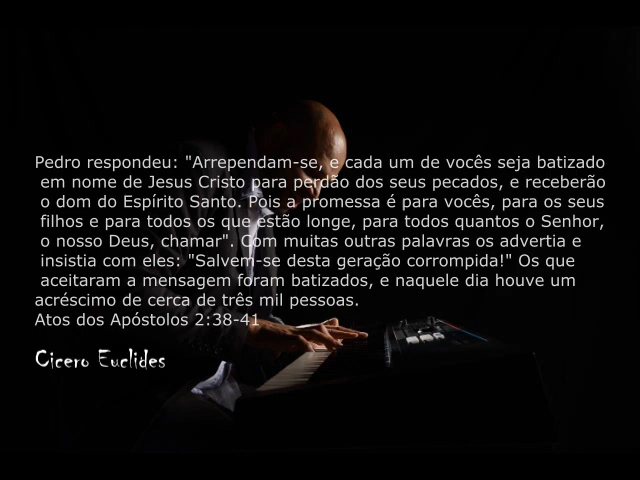 Pedro respondeu: "Arrependam-se, e cada um de vocês seja batizado
em nome de Jesus Cristo para perdão dos seus pecados, e receberão
o dom do Espírito Santo. Pois a promessa é para vocês, para os seus
filhos e para todos os que estão longe, para todos quantos o Senhor,
o nosso Deus, chamar". Com muitas outras palavras os advertia e
insistia com eles: "Salvem-se desta geração corrompida!" Os que
aceitaram a mensagem foram batizados, e naquele dia houve um
acréscimo de cerca de três mil pessoas.
Atos dos Apóstolos 2:38-41
Cicero Euclides